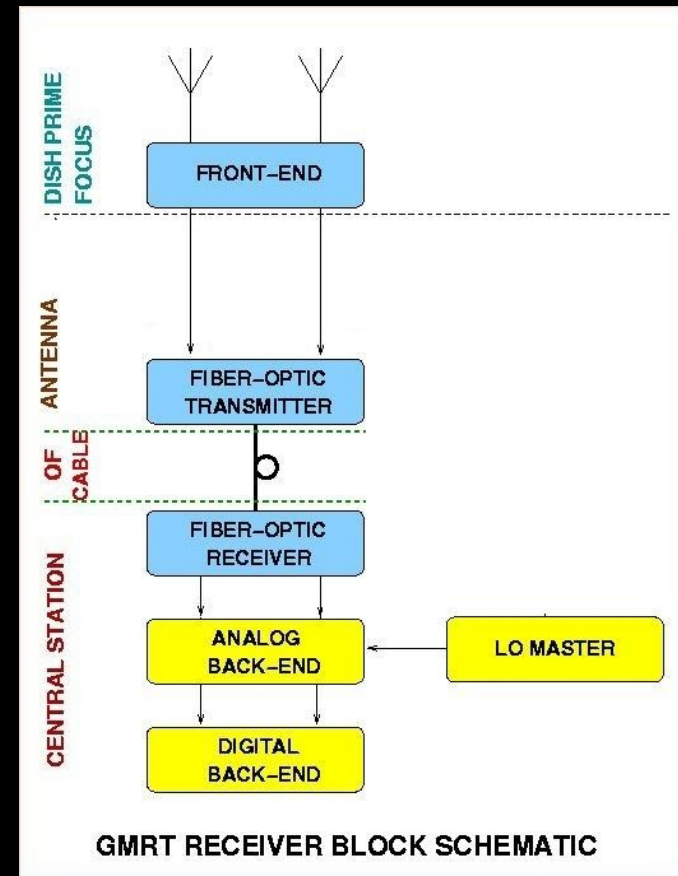 DISH PRIME
FOCUS
FRONT-END
ANTENNA
FIBER-OPTIC
TRANSMITTER
OF
CABLE
CENTRAL STATION
FIBER-OPTIC
RECEIVER
ANALOG
BACK-END
LO MASTER
DIGITAL
BACK-END
GMRT RECEIVER BLOCK SCHEMATIC